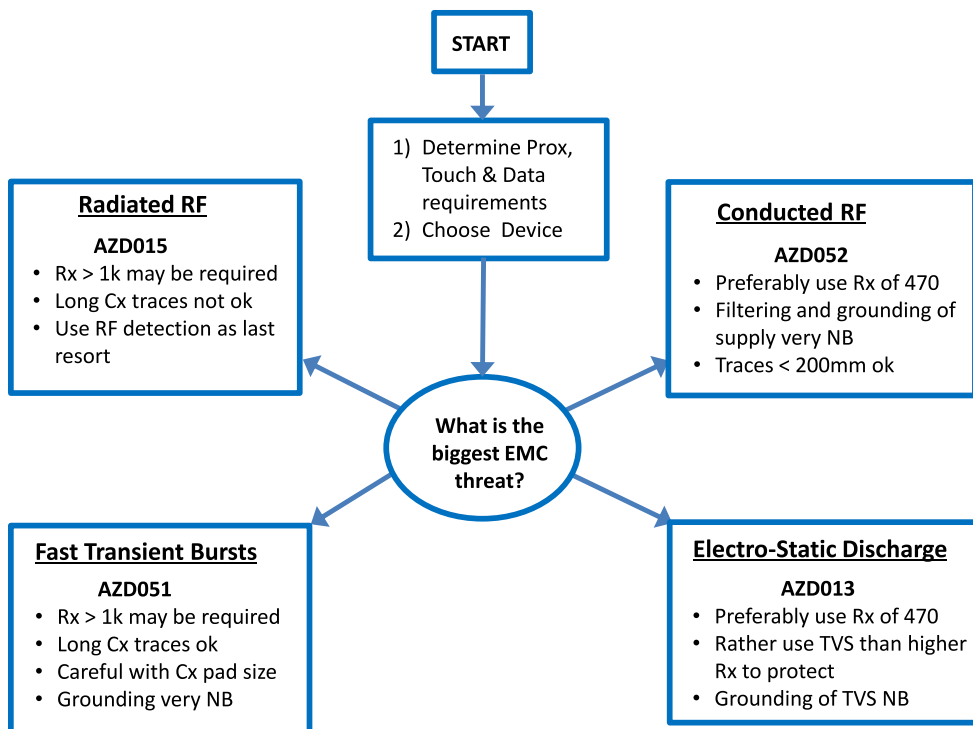 START
1) Determine Prox,
Touch & Data
requirements
2) Choose Device
Radiated RF
AZD015
• Rx > 1k may be required
• Long Cx traces not ok
• Use RF detection as last
resort
Conducted RF
AZD052
• Preferably use Rx of 470
• Filtering and grounding of
supply very NB
• Traces < 200mm ok
What is the
biggest EMC
threat?
Fast Transient Bursts
AZD051
• Rx > 1k may be required
• Long Cx traces ok
• Careful with Cx pad size
• Grounding very NB
Electro-Static Discharge
AZD013
• Preferably use Rx of 470
• Rather use TVS than higher
Rx to protect
• Grounding of TVS NB